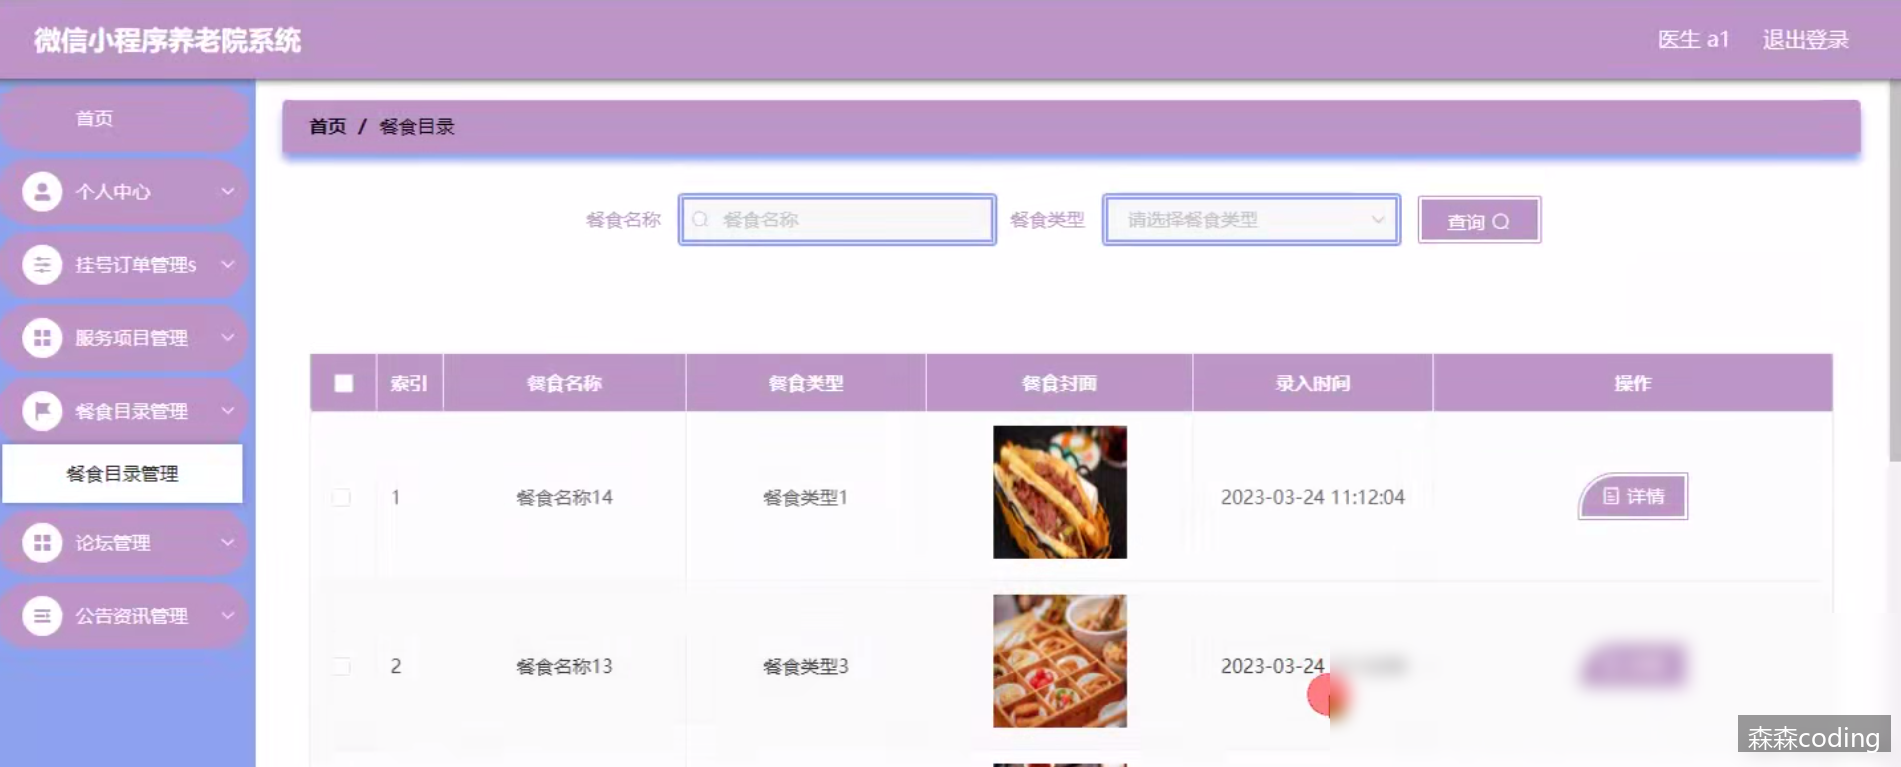 微信小程序养老院系统
医生 a1
退出登录
首页
个人中心
挂号订单管理s
服务项目管理
餐食目录管理
餐食目录管理
论坛管理
公告资讯管理
首页 / 餐食目录
餐食名称
餐食名称
餐食类型
请选择餐食类型
查询
索引 餐食名称 餐食类型 餐食封面 录入时间 操作
1 餐食名称14 餐食类型1 2023-03-24 11:12:04 详情
2 餐食名称13 餐食类型3 2023-03-24
森森coding